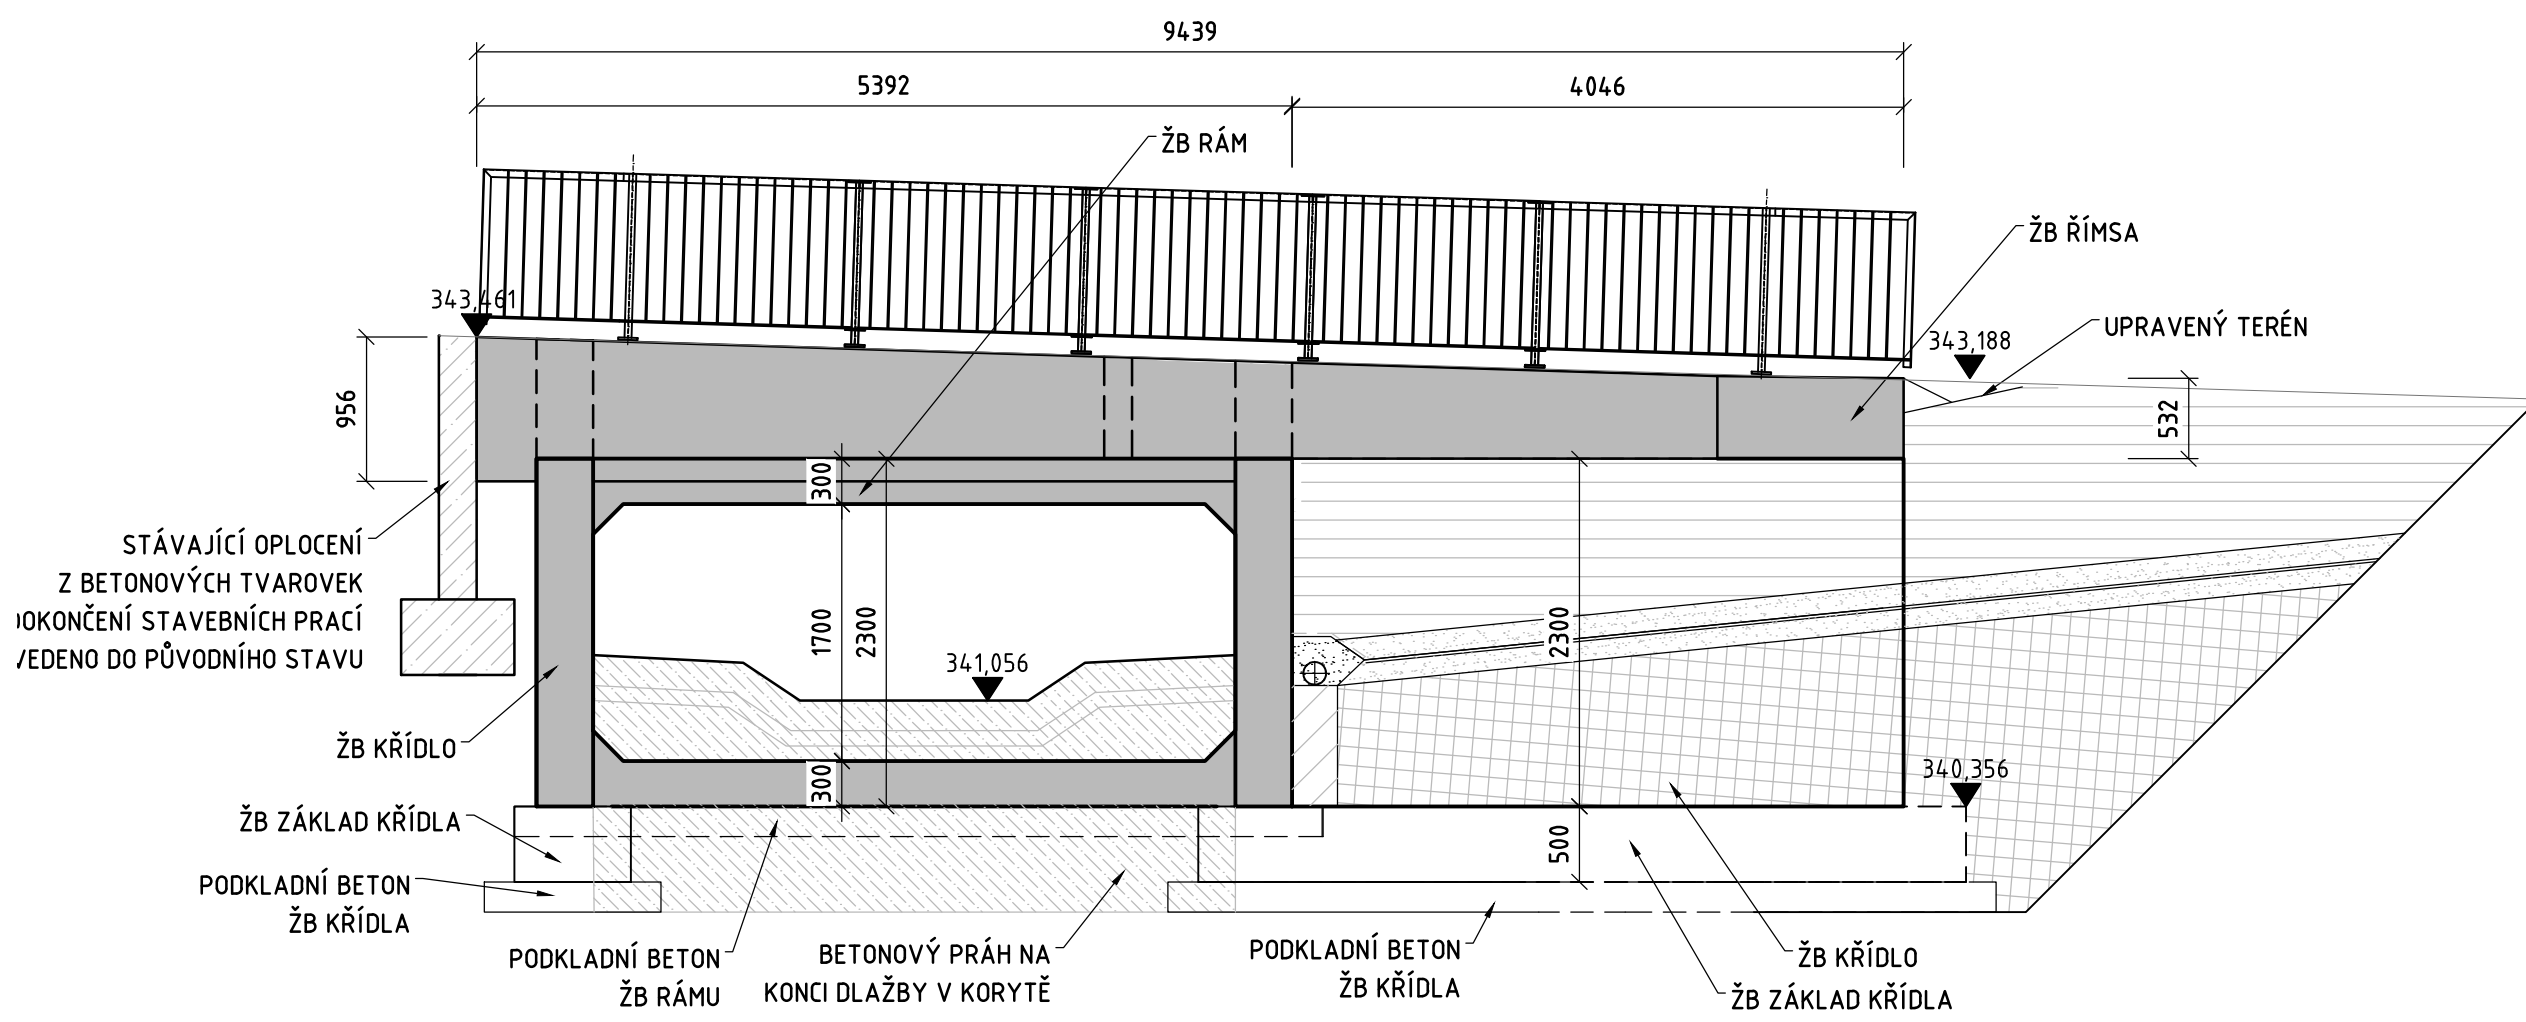 9439
5392
4046
ŽB RÁM
ŽB ŘÍMSA
343,461
UPRAVENÝ TERÉN
343,188
956
532
300
STÁVAJÍCÍ OPLOCENÍ
Z BETONOVÝCH TVAROVEK
OKONČENÍ STAVEBNÍCH PRACÍ
VEDENO DO PŮVODNÍHO STAVU
1700
2300
2300
341,056
ŽB KŘÍDLO
300
340,356
ŽB ZÁKLAD KŘÍDLA
500
PODKLADNÍ BETON
ŽB KŘÍDLA
PODKLADNÍ BETON
ŽB RÁMU
BETONOVÝ PRÁH NA
KONCI DLAŽBY V KORYTĚ
PODKLADNÍ BETON
ŽB KŘÍDLA
ŽB KŘÍDLO
ŽB ZÁKLAD KŘÍDLA